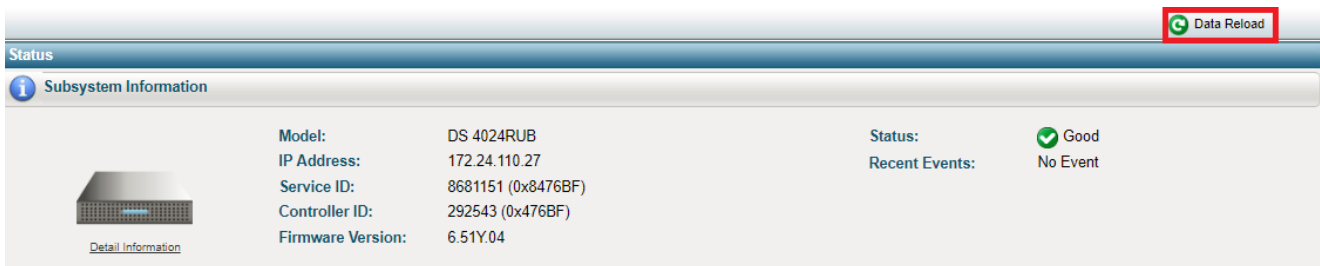 Data Reload
Status
Subsystem Information
Model: DS 4024RUB Status: Good
IP Address: 172.24.110.27 Recent Events: No Event
Service ID: 8681151 (0x8476BF)
Controller ID: 292543 (0x476BF)
Firmware Version: 6.51Y.04
Detail Information